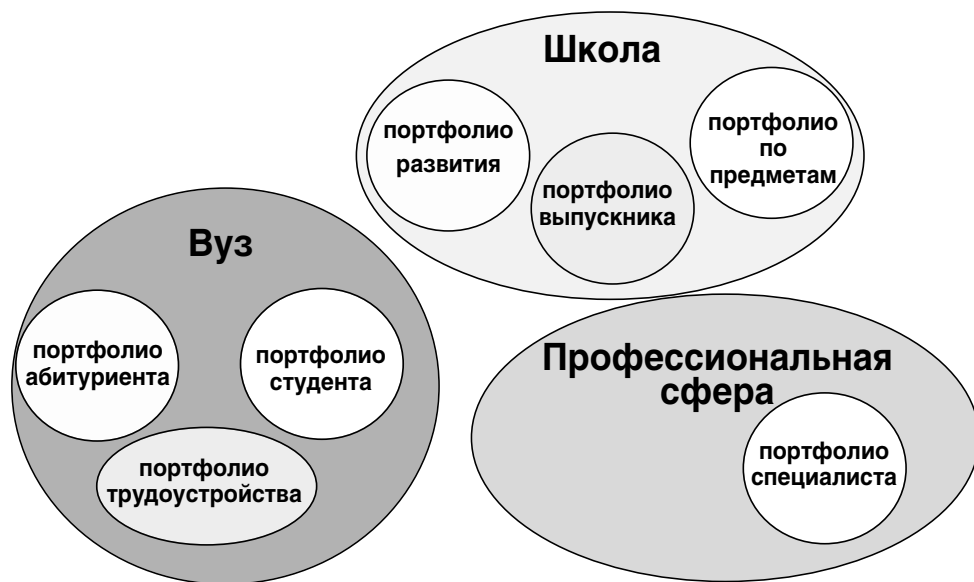 Школа
портфолио
развития
портфолио
выпускника
портфолио
по
предметам
Вуз
портфолио
абитуриента
портфолио
студента
портфолио
трудоустройства
Профессиональная
сфера
портфолио
специалиста